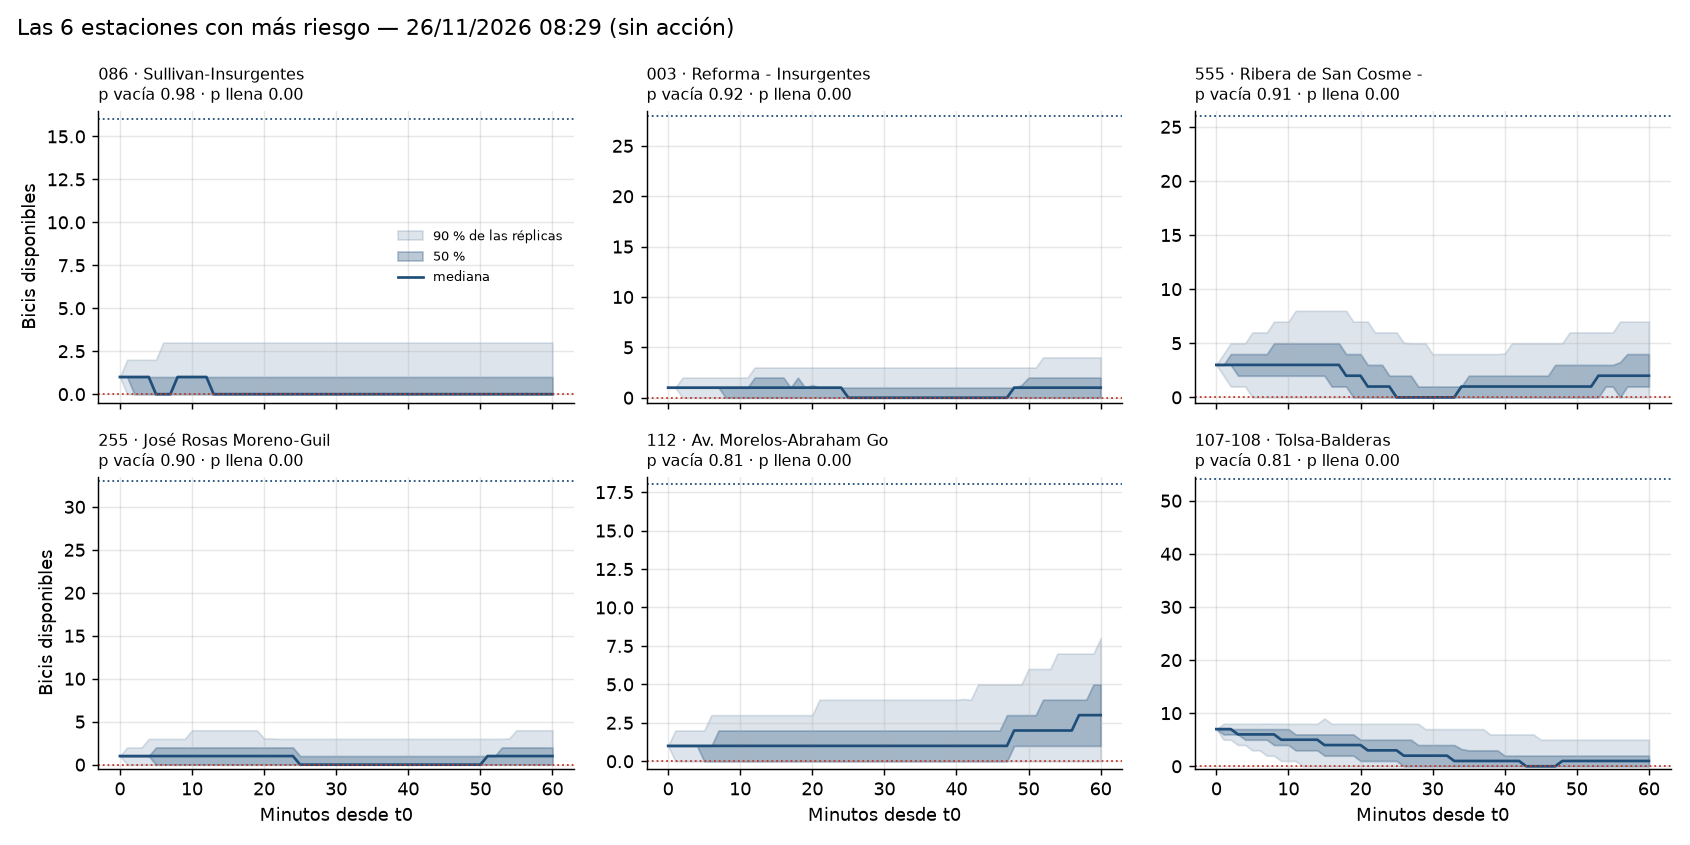 Las 6 estaciones con más riesgo — 26/11/2026 08:29 (sin acción)
086 · Sullivan-Insurgentes
p vacía 0.98 · p llena 0.00
15.0
12.5
10.0
7.5
5.0
2.5
0.0
Bicis disponibles
90 % de las réplicas
50 %
mediana
003 · Reforma - Insurgentes
p vacía 0.92 · p llena 0.00
25
20
15
10
5
0
555 · Ribera de San Cosme -
p vacía 0.91 · p llena 0.00
25
20
15
10
5
0
255 · José Rosas Moreno-Guil
p vacía 0.90 · p llena 0.00
30
25
20
15
10
5
0
Bicis disponibles
0 10 20 30 40 50 60
Minutos desde t0
112 · Av. Morelos-Abraham Go
p vacía 0.81 · p llena 0.00
17.5
15.0
12.5
10.0
7.5
5.0
2.5
0.0
0 10 20 30 40 50 60
Minutos desde t0
107-108 · Tolsa-Balderas
p vacía 0.81 · p llena 0.00
50
40
30
20
10
0
0 10 20 30 40 50 60
Minutos desde t0